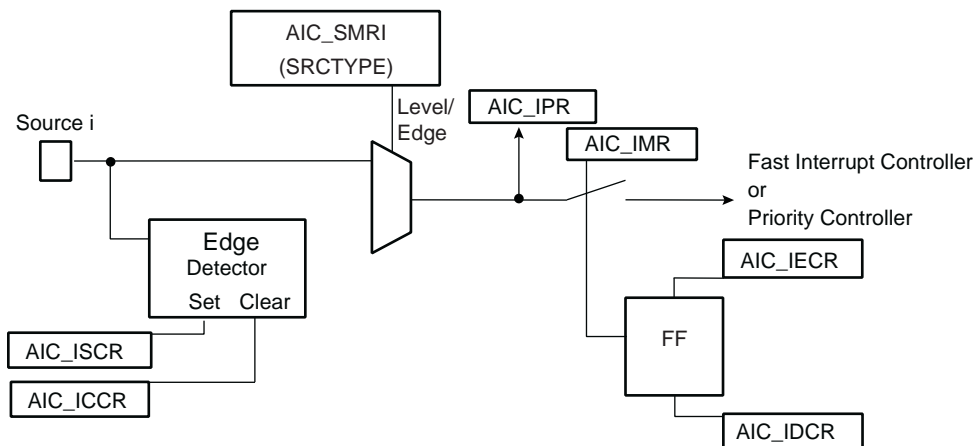 AIC_SMRI
(SRCTYPE)
Level/
Edge
AIC_IPR
Source i
AIC_IMR
Fast Interrupt Controller
or
Priority Controller
Edge
Detector
Set Clear
AIC_IECR
FF
AIC_ISCR
AIC_ICCR
AIC_IDCR